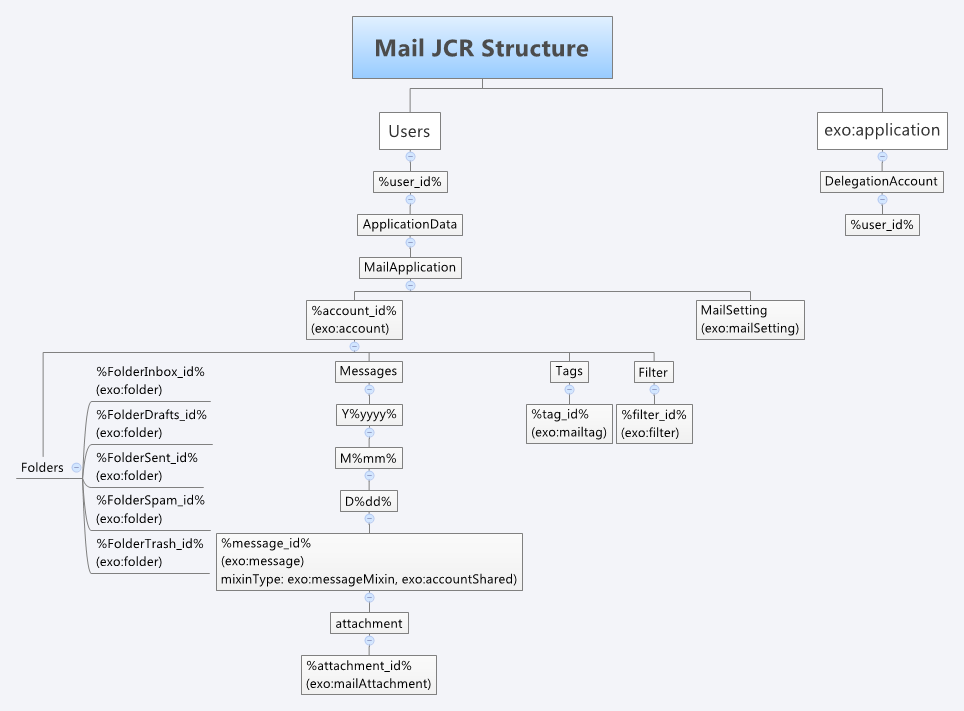 Mail JCR Structure
Users
exo:application
%user_id%
DelegationAccount
ApplicationData
%user_id%
MailApplication
%account_id%
(exo:account)
MailSetting
(exo:mailSetting)
Folders
%FolderInbox_id%
(exo:folder)
%FolderDrafts_id%
(exo:folder)
%FolderSent_id%
(exo:folder)
%FolderSpam_id%
(exo:folder)
%FolderTrash_id%
(exo:folder)
Messages
Y%yyyy%
M%mm%
D%dd%
%message_id%
(exo:message)
mixinType: exo:messageMixin, exo:accountShared)
attachment
%attachment_id%
(exo:mailAttachment)
Tags
%tag_id%
(exo:mailtag)
Filter
%filter_id%
(exo:filter)